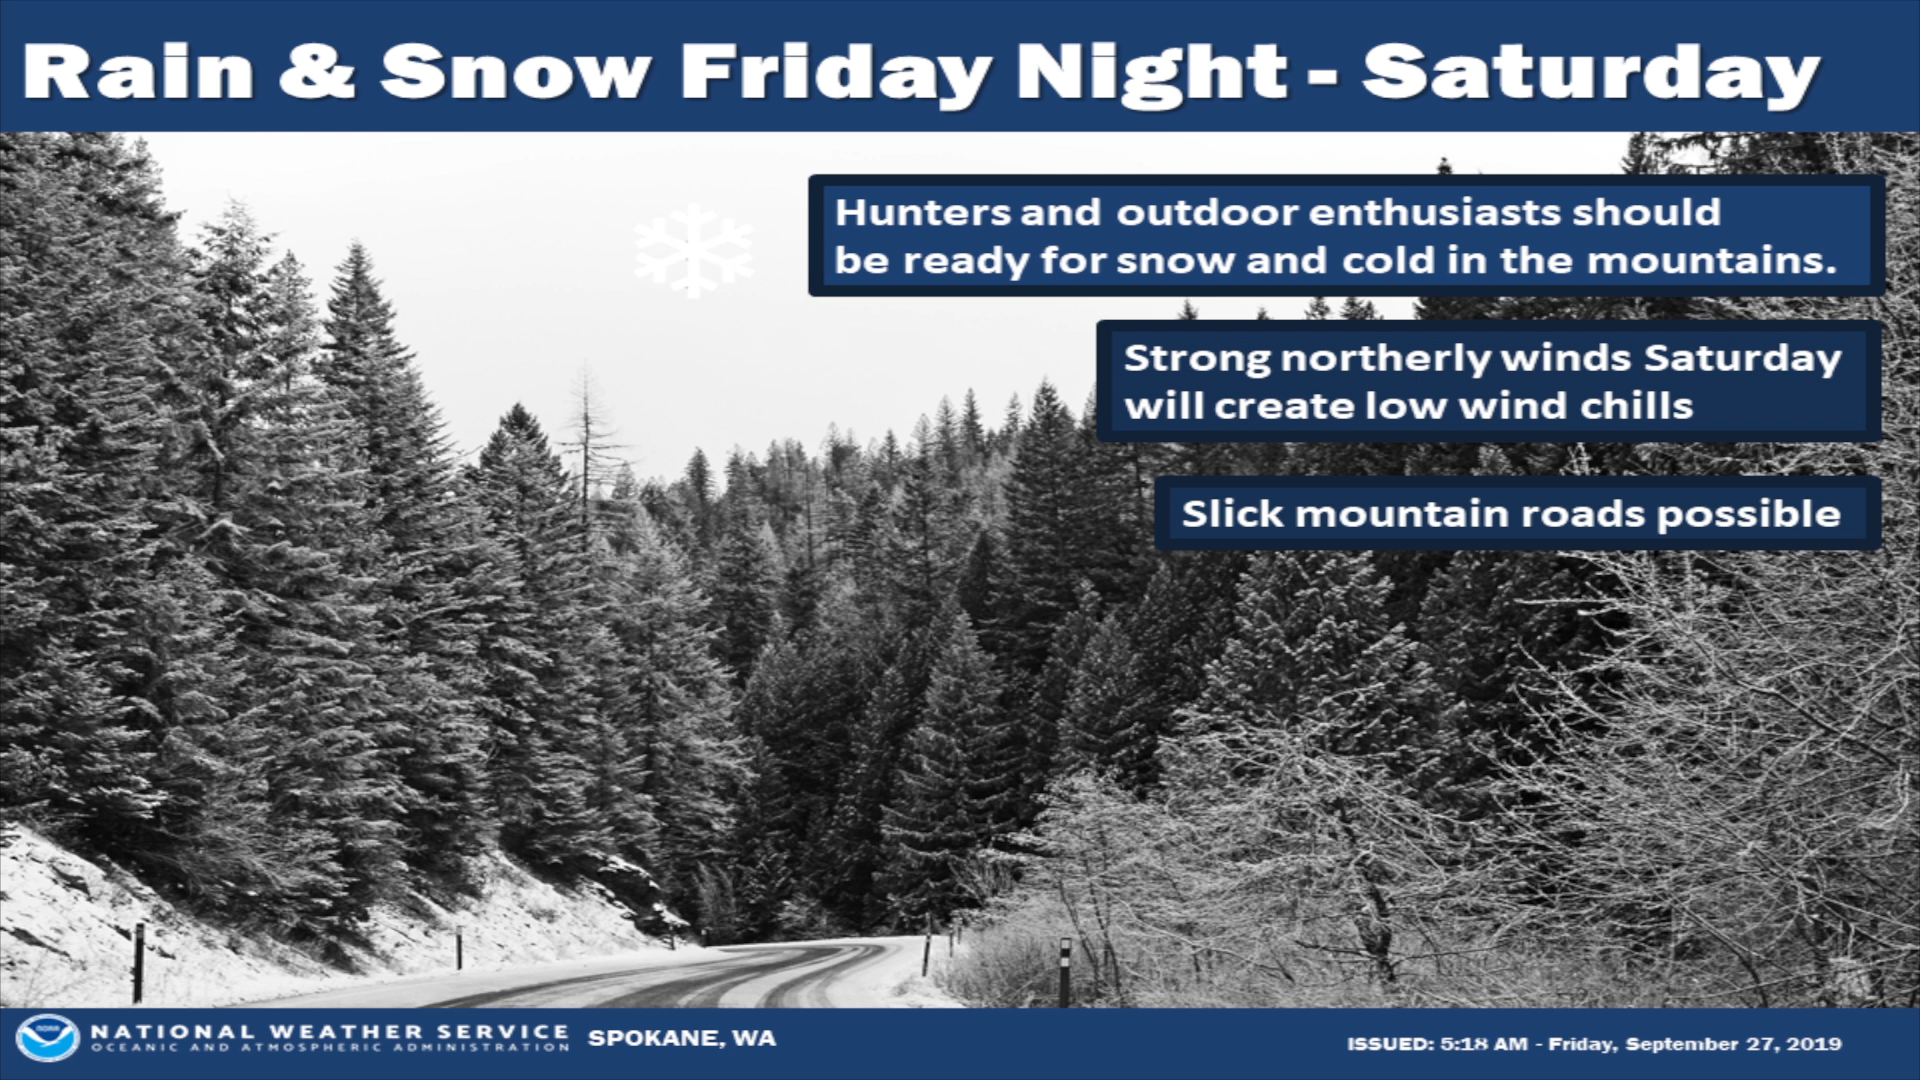 Rain & Snow Friday Night - Saturday
Hunters and outdoor enthusiasts should
be ready for snow and cold in the mountains.
Strong northerly winds Saturday
will create low wind chills
Slick mountain roads possible
NATIONAL WEATHER SERVICE
OCEANIC AND ATMOSPHERIC ADMINISTRATION
SPOKANE, WA
ISSUED: 5:18 AM - Friday, September 27, 2019